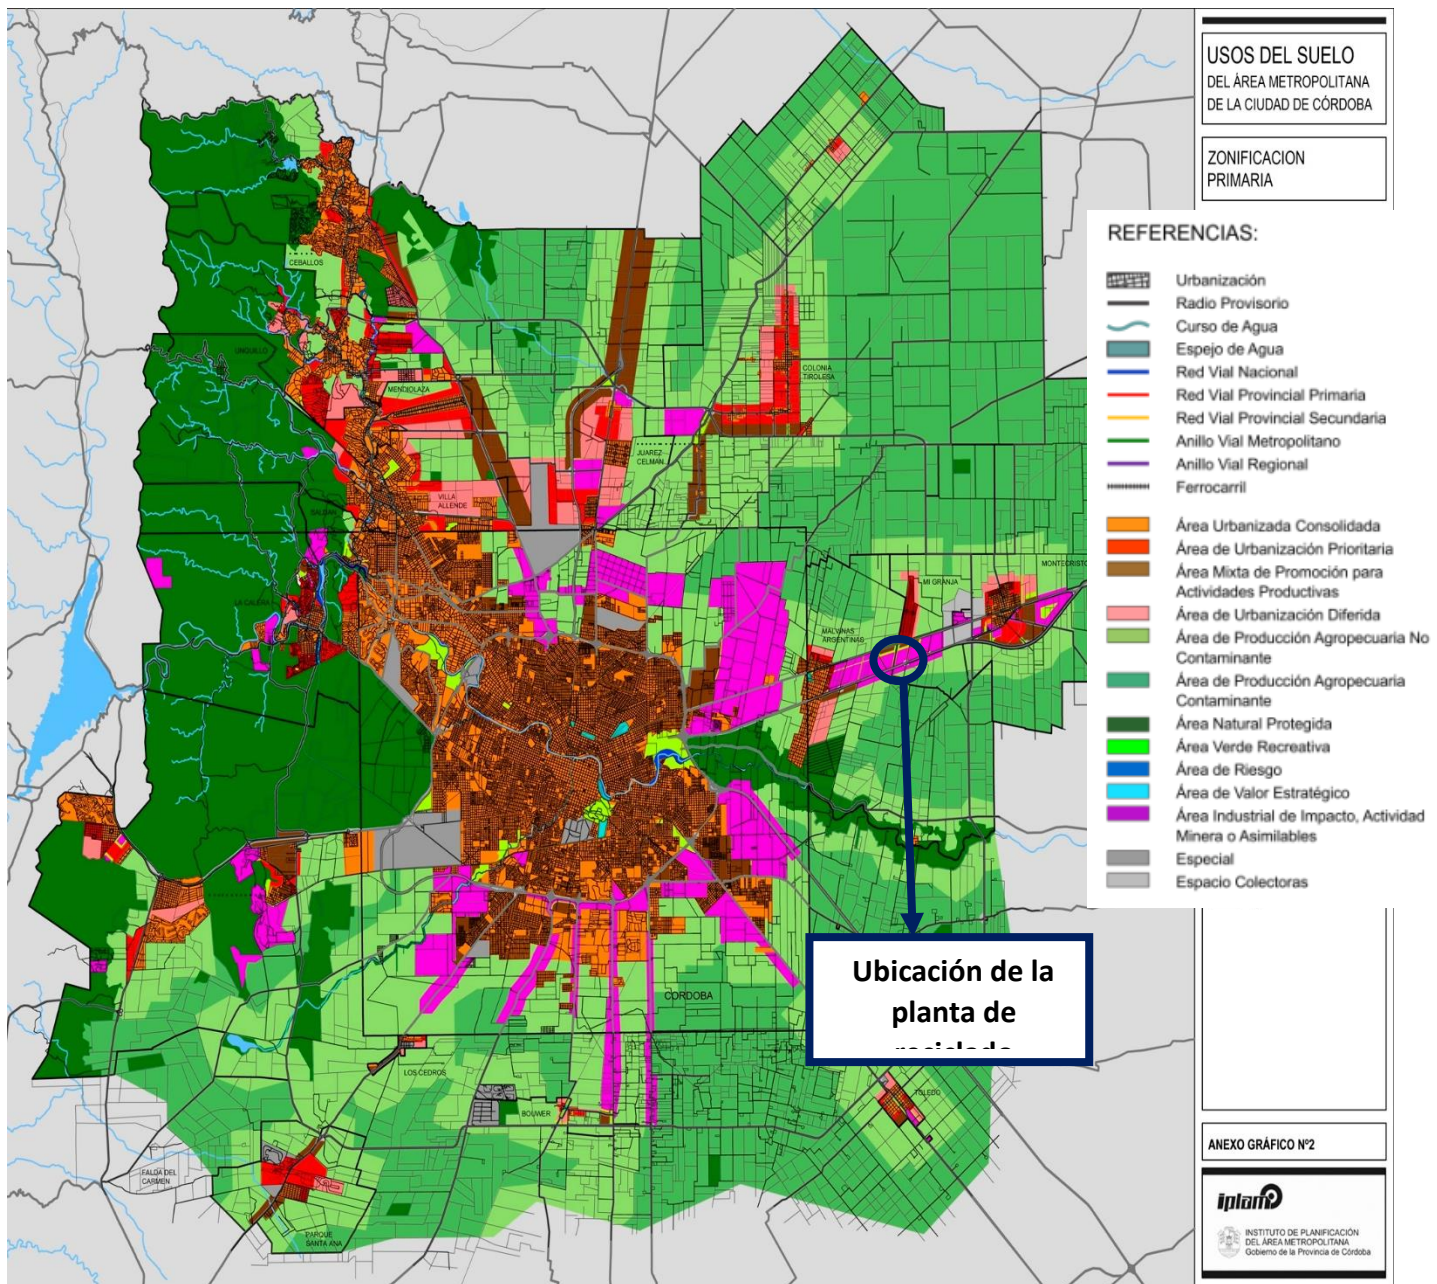 USOS DEL SUELO
DEL ÁREA METROPOLITANA
DE LA CIUDAD DE CÓRDOBA
ZONIFICACION
PRIMARIA
REFERENCIAS:
Urbanización
Radio Provisorio
Curso de Agua
Espejo de Agua
Red Vial Nacional
Red Vial Provincial Primaria
Red Vial Provincial Secundaria
Anillo Vial Metropolitano
Anillo Vial Regional
Ferrocarril
Área Urbanizada Consolidada
Área de Urbanización Prioritaria
Área Mixta de Promoción para
Actividades Productivas
Área de Urbanización Diferida
Área de Producción Agropecuaria No
Contaminante
Área de Producción Agropecuaria
Contaminante
Área Natural Protegida
Área Verde Recreativa
Área de Riesgo
Área de Valor Estratégico
Área Industrial de Impacto, Actividad
Minera o Asimilables
Especial
Espacio Colectoras
CEBALLOS
UNQUILLO
MENDIOLAZA
COLONIA
TIROLESA
JUAREZ
CELMAN
VILLA
ALLENDE
SALDAN
LA CALERA
MI GRANJA
MONTECRISTO
MALVINAS
ARGENTINAS
CORDOBA
LOS CEDROS
BOUWER
TOLEDO
FALDA DEL
CARMEN
PARQUE
SANTA ANA
Ubicación de la
planta de
reciclado
ANEXO GRÁFICO Nº2
iplam
INSTITUTO DE PLANIFICACIÓN
DEL ÁREA METROPOLITANA
Gobierno de la Provincia de Córdoba